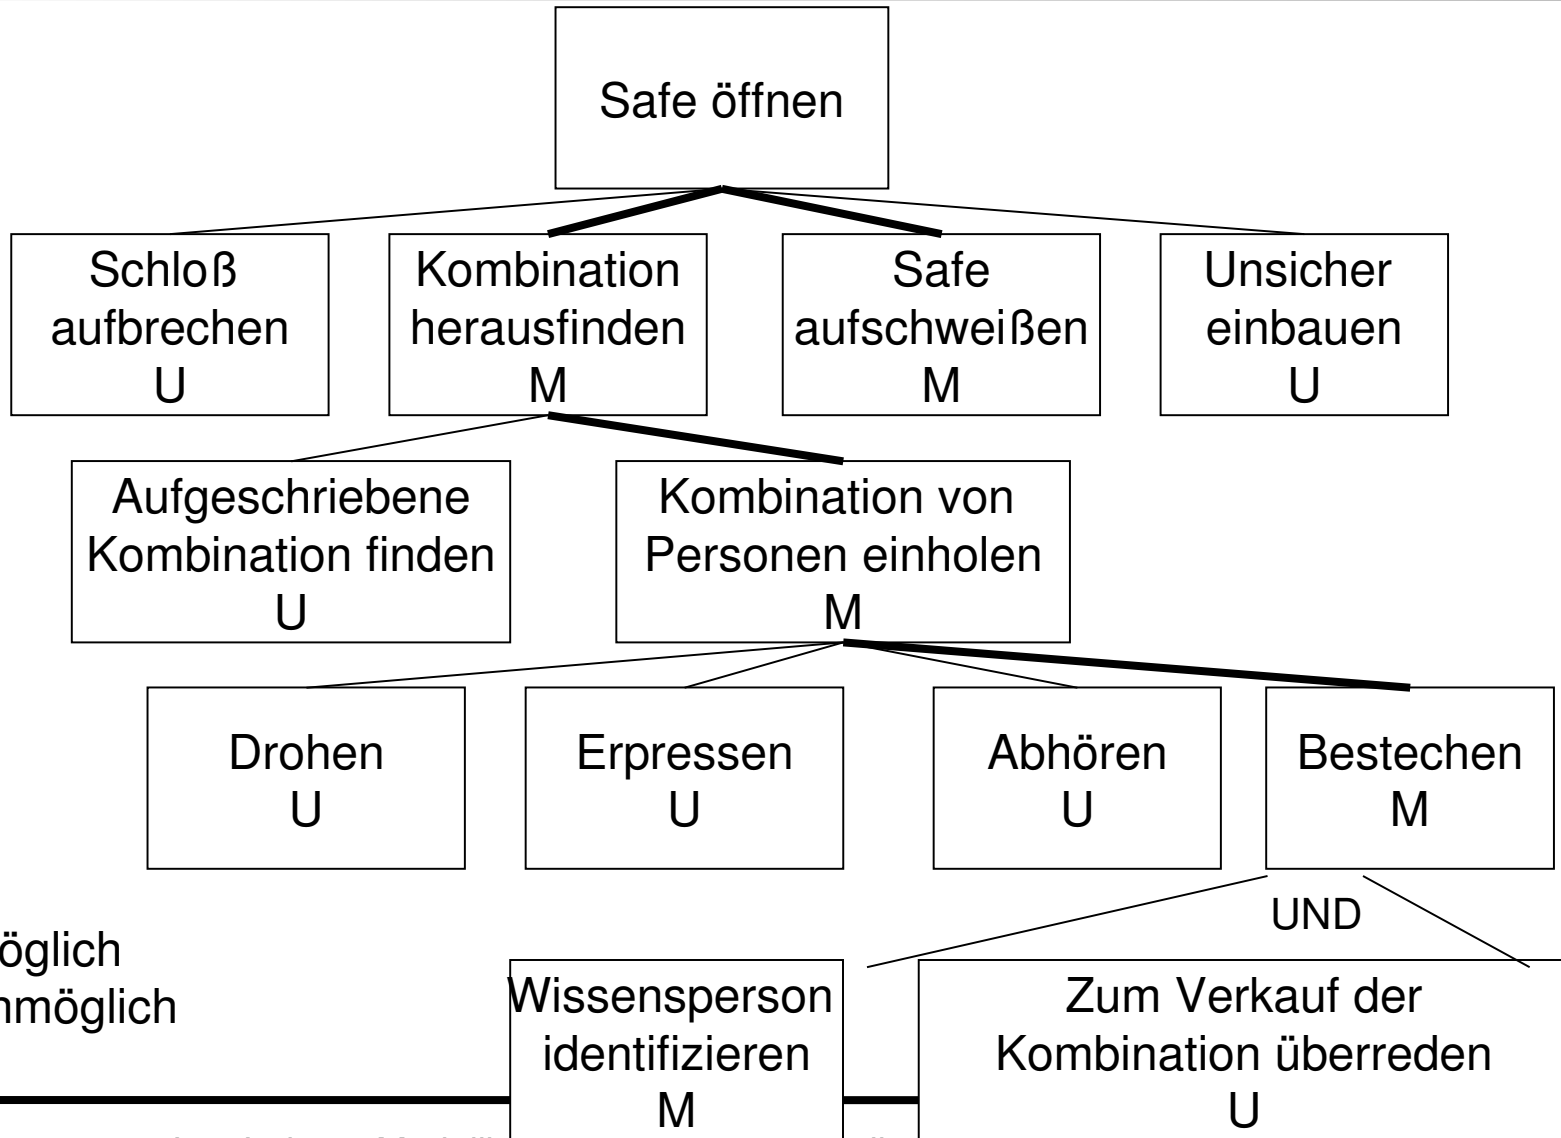 Safe öffnen
Schloß
aufbrechen
U
Kombination
herausfinden
M
Safe
aufschweißen
M
Unsicher
einbauen
U
Aufgeschriebene
Kombination finden
U
Kombination von
Personen einholen
M
Drohen
U
Erpressen
U
Abhören
U
Bestechen
M
UND
öglich
nmöglich
Wissensperson
identifizieren
M
Zum Verkauf der
Kombination überreden
U